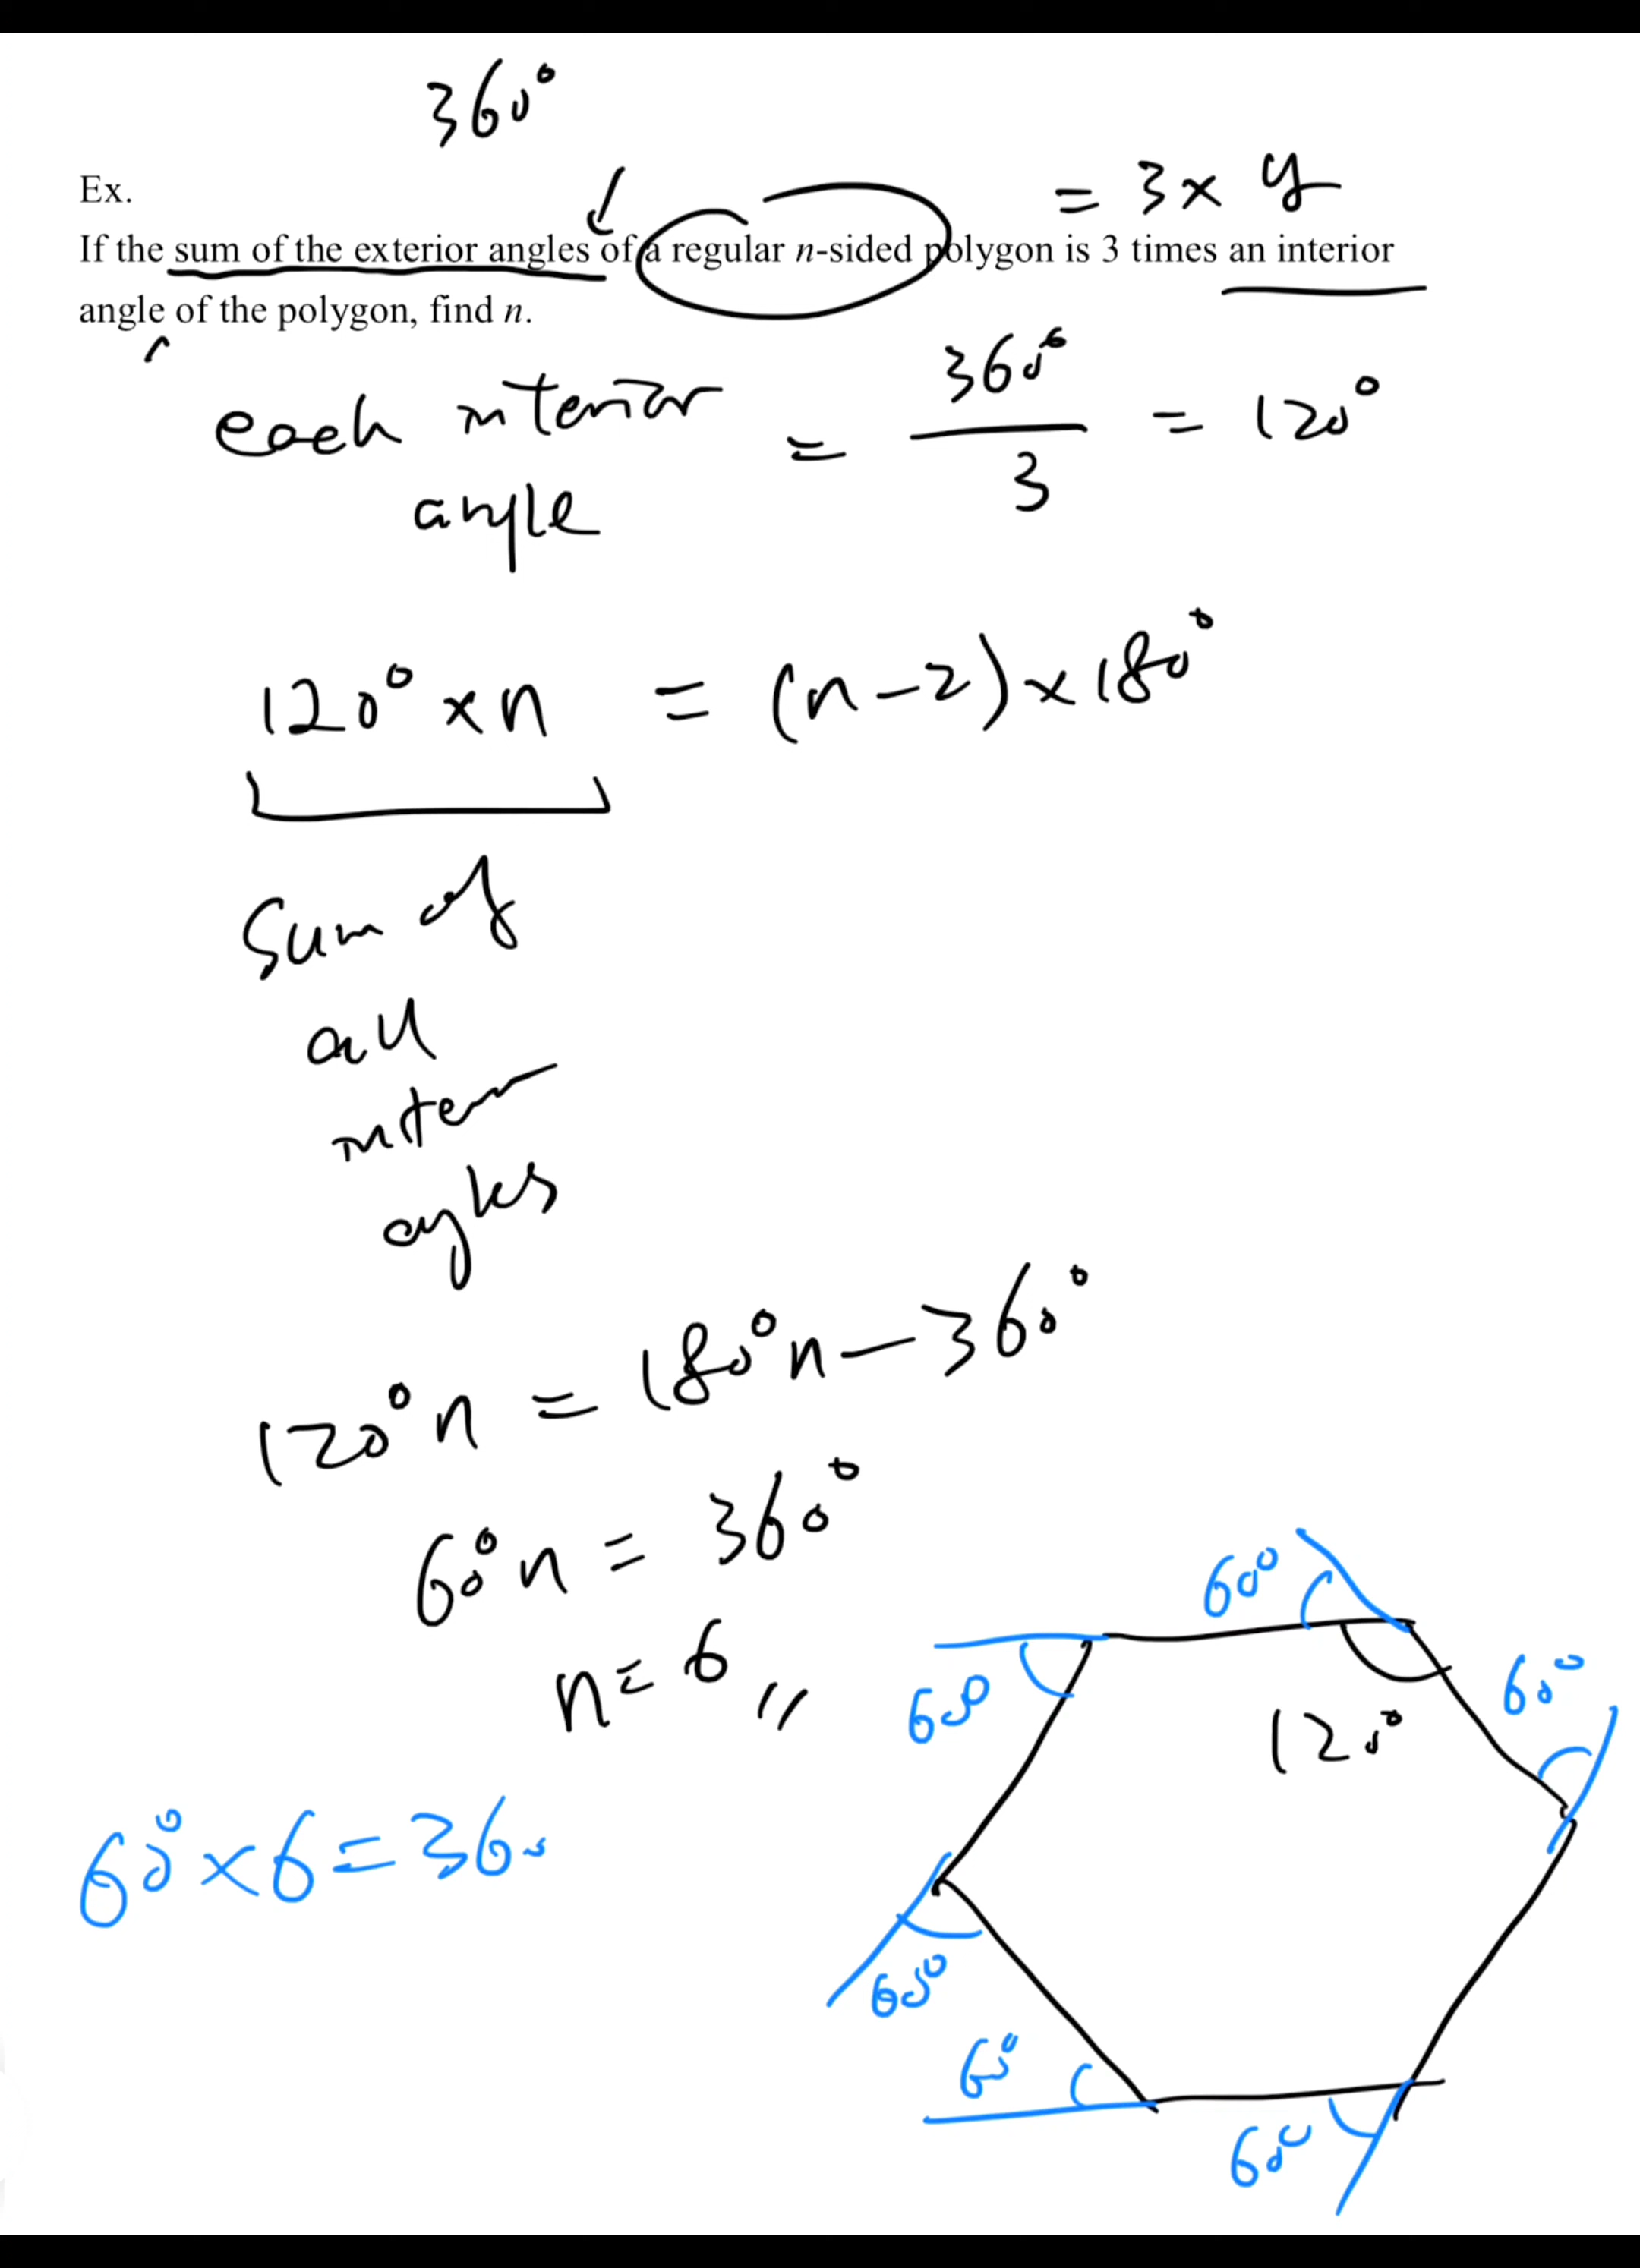 360°
= 3 × y
Ex.
If the sum of the exterior angles of a regular n-sided polygon is 3 times an interior
angle of the polygon, find n.
each interior angle = 360° / 3 = 120°
120° × n = (n − 2) × 180°
sum of
all
angles
120° n = 180° n − 360°
60° n = 360°
n = 6 //
60°
60°
60°
120°
60° × 6 = 360
60°
60°
60°